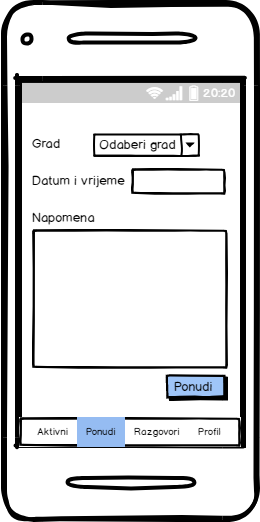 20:20
Grad
Odaberi grad
Datum i vrijeme
Napomena
Ponudi
Aktivni
Ponudi
Razgovori
Profil